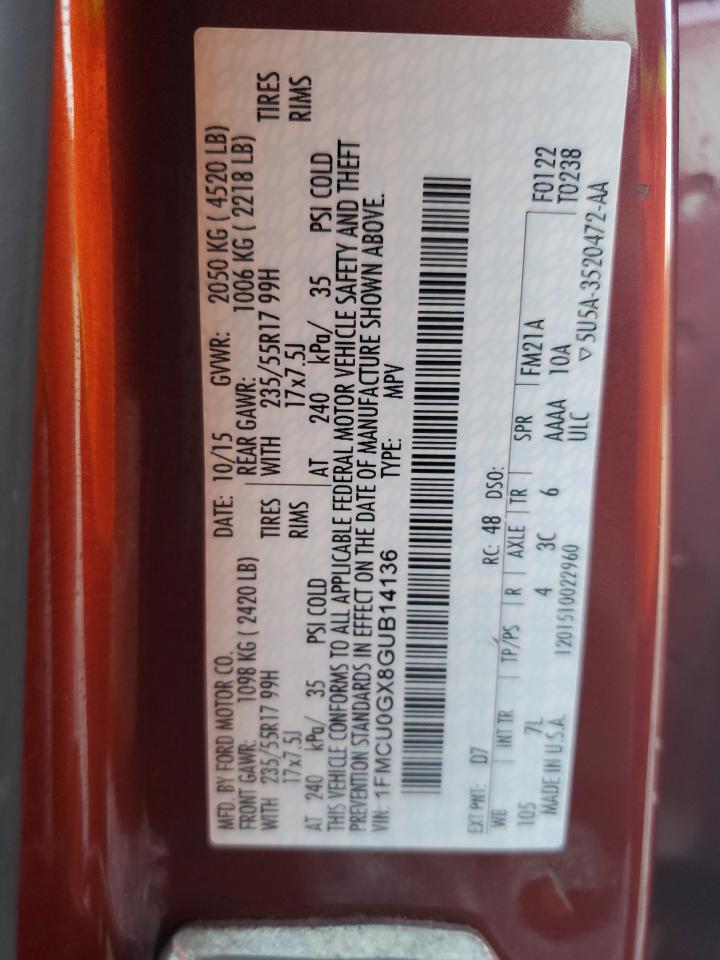 MFD. BY FORD MOTOR CO. DATE: 10/15 GVWR: 2050 KG ( 4520 LB)
FRONT GAWR: 1098 KG ( 2420 LB) REAR GAWR: 1006 KG ( 2218 LB)
WITH 235/55R17 99H TIRES WITH 235/55R17 99H TIRES
17x7.5J RIMS 17x7.5J RIMS
AT 240 kPa/ 35 PSI COLD AT 240 kPa/ 35 PSI COLD
THIS VEHICLE CONFORMS TO ALL APPLICABLE FEDERAL MOTOR VEHICLE SAFETY AND THEFT
PREVENTION STANDARDS IN EFFECT ON THE DATE OF MANUFACTURE SHOWN ABOVE.
VIN: 1FMCU0GX8GUB14136 TYPE: MPV
EXT PNT: D7 RC: 48 DSO:
WB INT TR TP/PS R AXLE TR SPR FM21A F0122
105 7L 4 3C 6 AAAA 10A T0238
ULC
MADE IN U.S.A. 1201510022960 ▽5U5A-3520472-AA